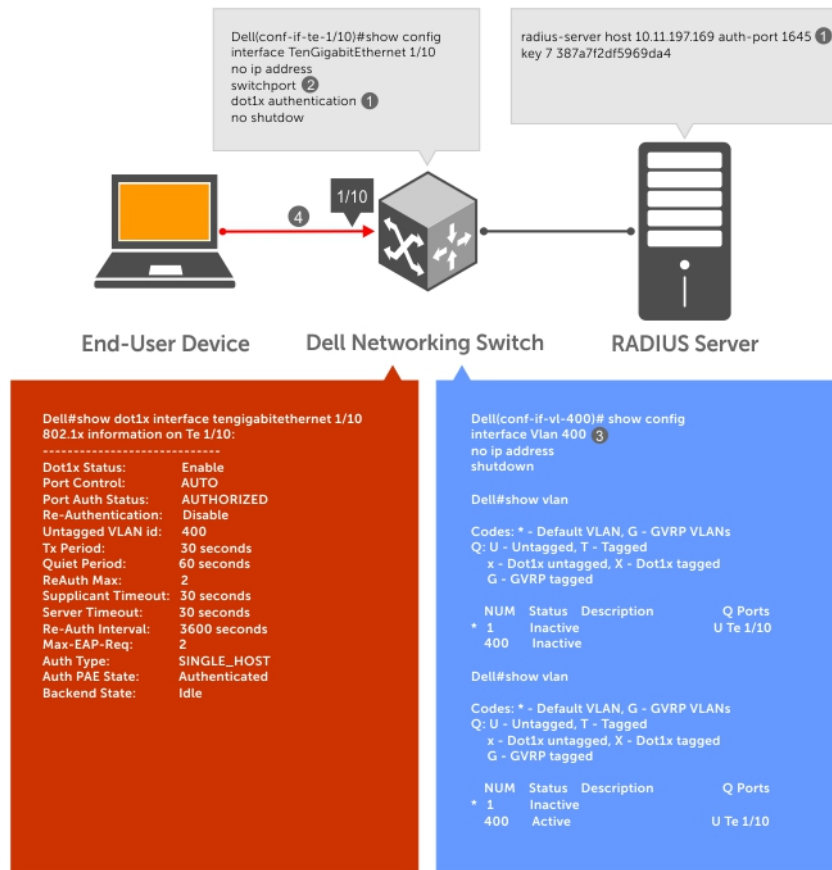 Dell(conf-if-te-1/10)#show config
interface TenGigabitEthernet 1/10
no ip address
switchport 2
dot1x authentication 1
no shutdow
radius-server host 10.11.197.169 auth-port 1645 1
key 7 387a7f2df5969da4
1/10
4
End-User Device
Dell Networking Switch
RADIUS Server
Dell#show dot1x interface tengigabitethernet 1/10
802.1x information on Te 1/10:
-----------------------------
Dot1x Status: Enable
Port Control: AUTO
Port Auth Status: AUTHORIZED
Re-Authentication: Disable
Untagged VLAN id: 400
Tx Period: 30 seconds
Quiet Period: 60 seconds
ReAuth Max: 2
Supplicant Timeout: 30 seconds
Server Timeout: 30 seconds
Re-Auth Interval: 3600 seconds
Max-EAP-Req: 2
Auth Type: SINGLE_HOST
Auth PAE State: Authenticated
Backend State: Idle
Dell(conf-if-vl-400)# show config
interface Vlan 400 3
no ip address
shutdown
Dell#show vlan
Codes: * - Default VLAN, G - GVRP VLANs
Q: U - Untagged, T - Tagged
x - Dot1x untagged, X - Dot1x tagged
G - GVRP tagged
NUM Status Description Q Ports
* 1 Inactive U Te 1/10
400 Inactive
Dell#show vlan
Codes: * - Default VLAN, G - GVRP VLANs
Q: U - Untagged, T - Tagged
x - Dot1x untagged, X - Dot1x tagged
G - GVRP tagged
NUM Status Description Q Ports
* 1 Inactive
400 Active U Te 1/10